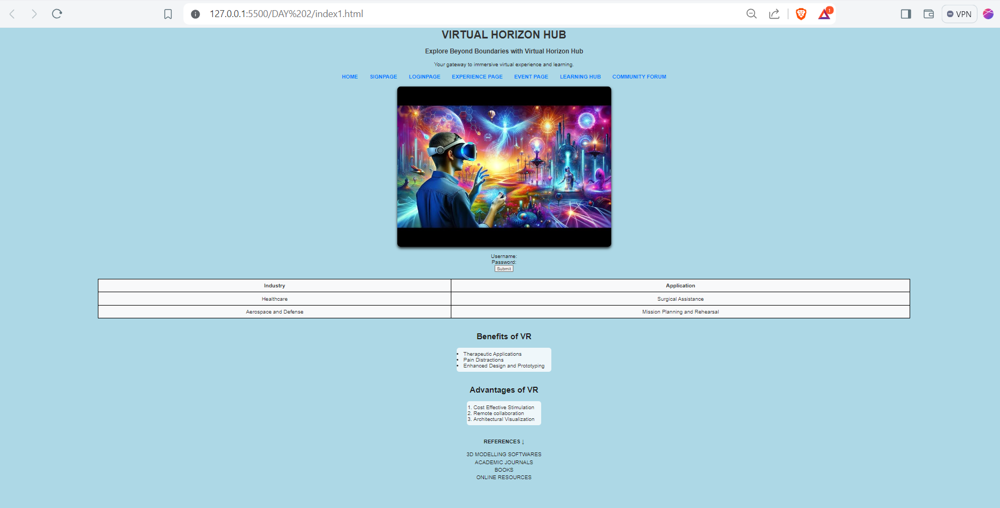 127.0.0.1:5500/DAY%202/index1.html
1
VPN
VIRTUAL HORIZON HUB
Explore Beyond Boundaries with Virtual Horizon Hub
Your gateway to immersive virtual experience and learning.
HOME SIGNPAGE LOGINPAGE EXPERIENCE PAGE EVENT PAGE LEARNING HUB COMMUNITY FORUM
Username:
Password:
Submit
Industry Application
Healthcare Surgical Assistance
Aerospace and Defense Mission Planning and Rehearsal
Benefits of VR
• Therapeutic Applications
• Pain Distractions
• Enhanced Design and Prototyping
Advantages of VR
1. Cost Effective Stimulation
2. Remote collaboration
3. Architectural Visualization
REFERENCES ↓
3D MODELLING SOFTWARES
ACADEMIC JOURNALS
BOOKS
ONLINE RESOURCES